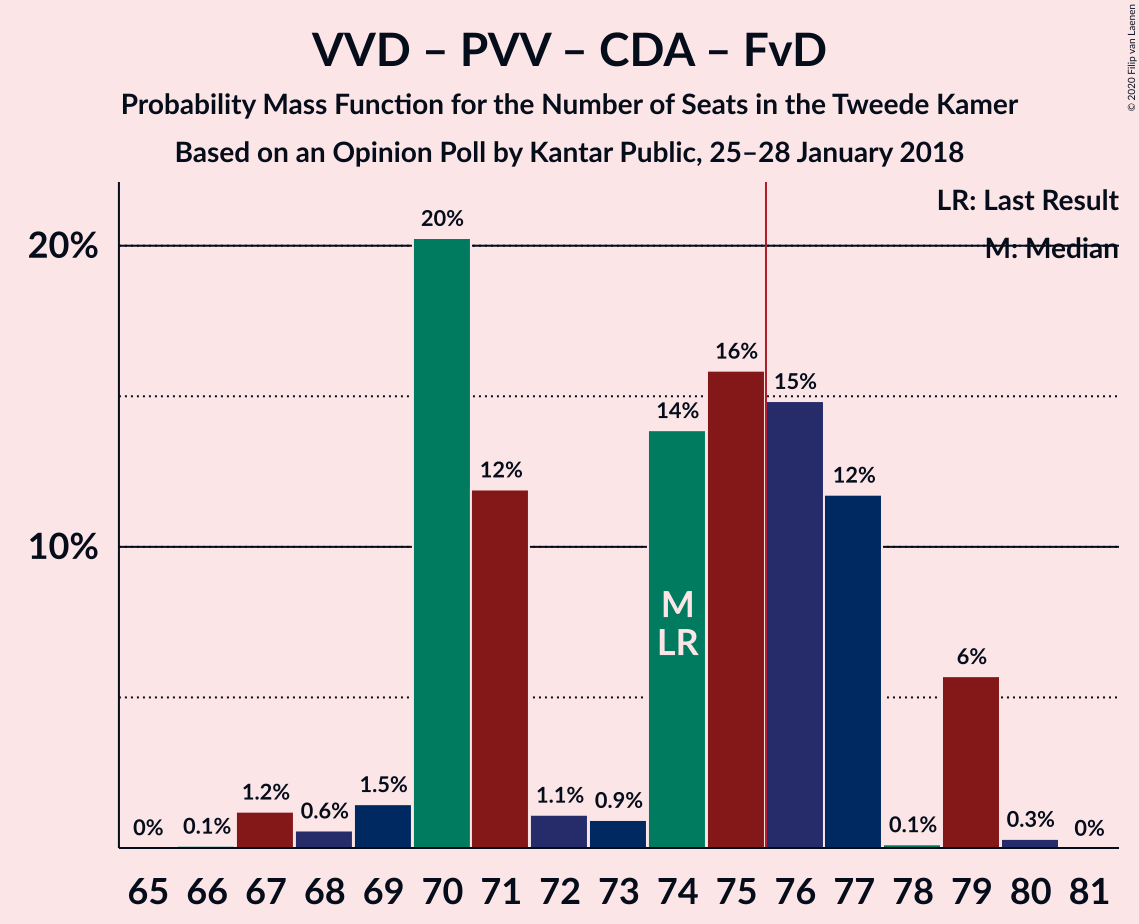 VVD – PVV – CDA – FvD
Probability Mass Function for the Number of Seats in the Tweede Kamer
Based on an Opinion Poll by Kantar Public, 25–28 January 2018
© 2020 Filip van Laenen
LR: Last Result
M: Median
20%
10%
0%
0.1%
1.2%
0.6%
1.5%
20%
12%
1.1%
0.9%
14%
16%
15%
12%
0.1%
6%
0.3%
0%
M
LR
65 66 67 68 69 70 71 72 73 74 75 76 77 78 79 80 81